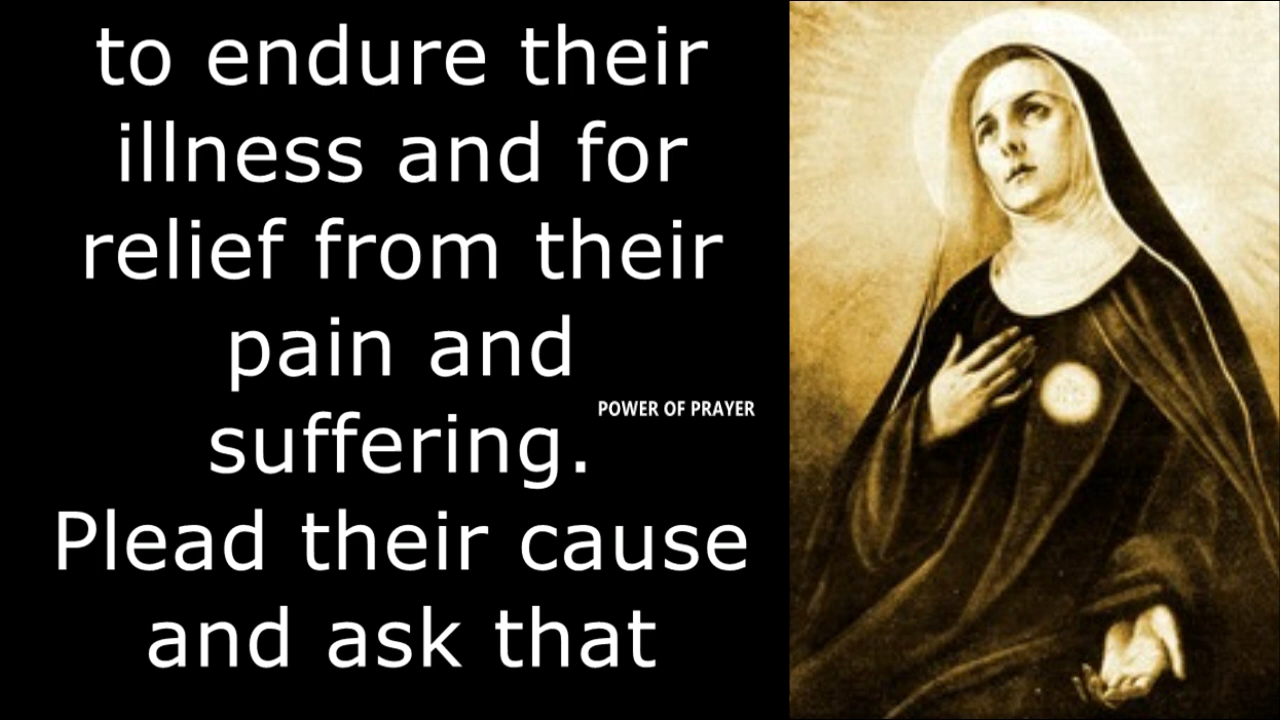 to endure their
illness and for
relief from their
pain and
suffering.
POWER OF PRAYER
Plead their cause
and ask that